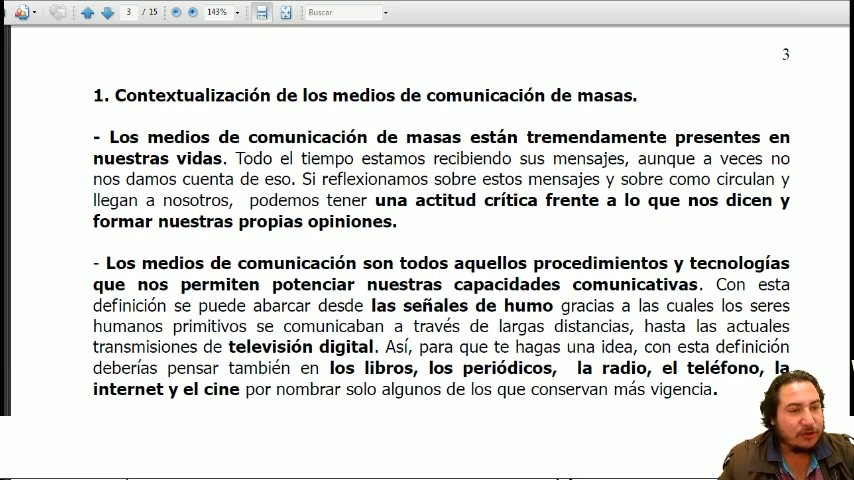 3 / 15 143% Buscar
3
1. Contextualización de los medios de comunicación de masas.
- Los medios de comunicación de masas están tremendamente presentes en
nuestras vidas. Todo el tiempo estamos recibiendo sus mensajes, aunque a veces no
nos damos cuenta de eso. Si reflexionamos sobre estos mensajes y sobre como circulan y
llegan a nosotros, podemos tener una actitud crítica frente a lo que nos dicen y
formar nuestras propias opiniones.
- Los medios de comunicación son todos aquellos procedimientos y tecnologías
que nos permiten potenciar nuestras capacidades comunicativas. Con esta
definición se puede abarcar desde las señales de humo gracias a las cuales los seres
humanos primitivos se comunicaban a través de largas distancias, hasta las actuales
transmisiones de televisión digital. Así, para que te hagas una idea, con esta definición
deberías pensar también en los libros, los periódicos, la radio, el teléfono, la
internet y el cine por nombrar solo algunos de los que conservan más vigencia.